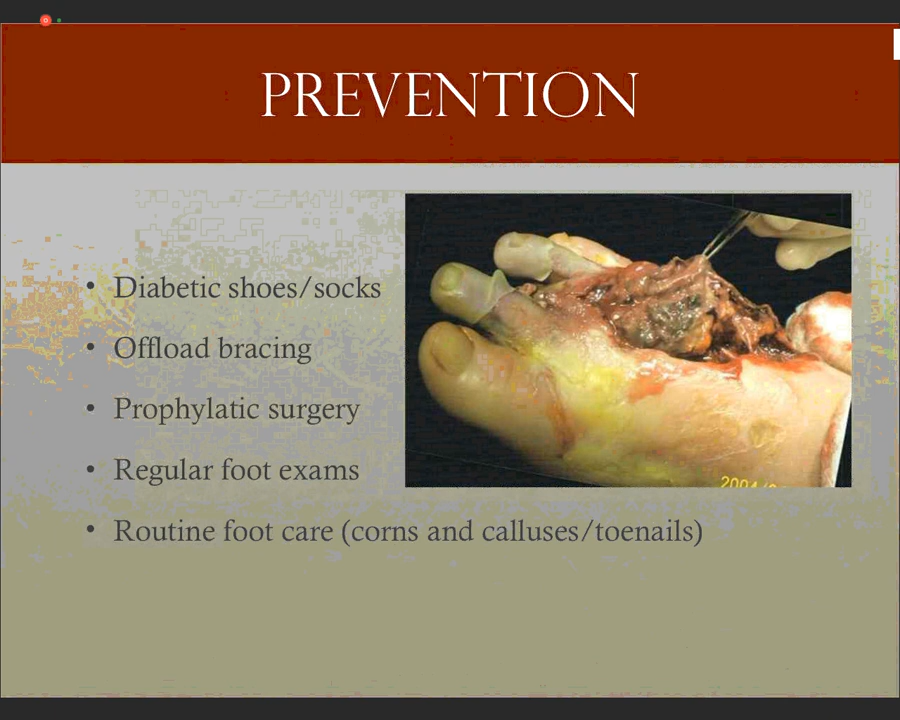 PREVENTION
• Diabetic shoes/socks
• Offload bracing
• Prophylatic surgery
• Regular foot exams
• Routine foot care (corns and calluses/toenails)